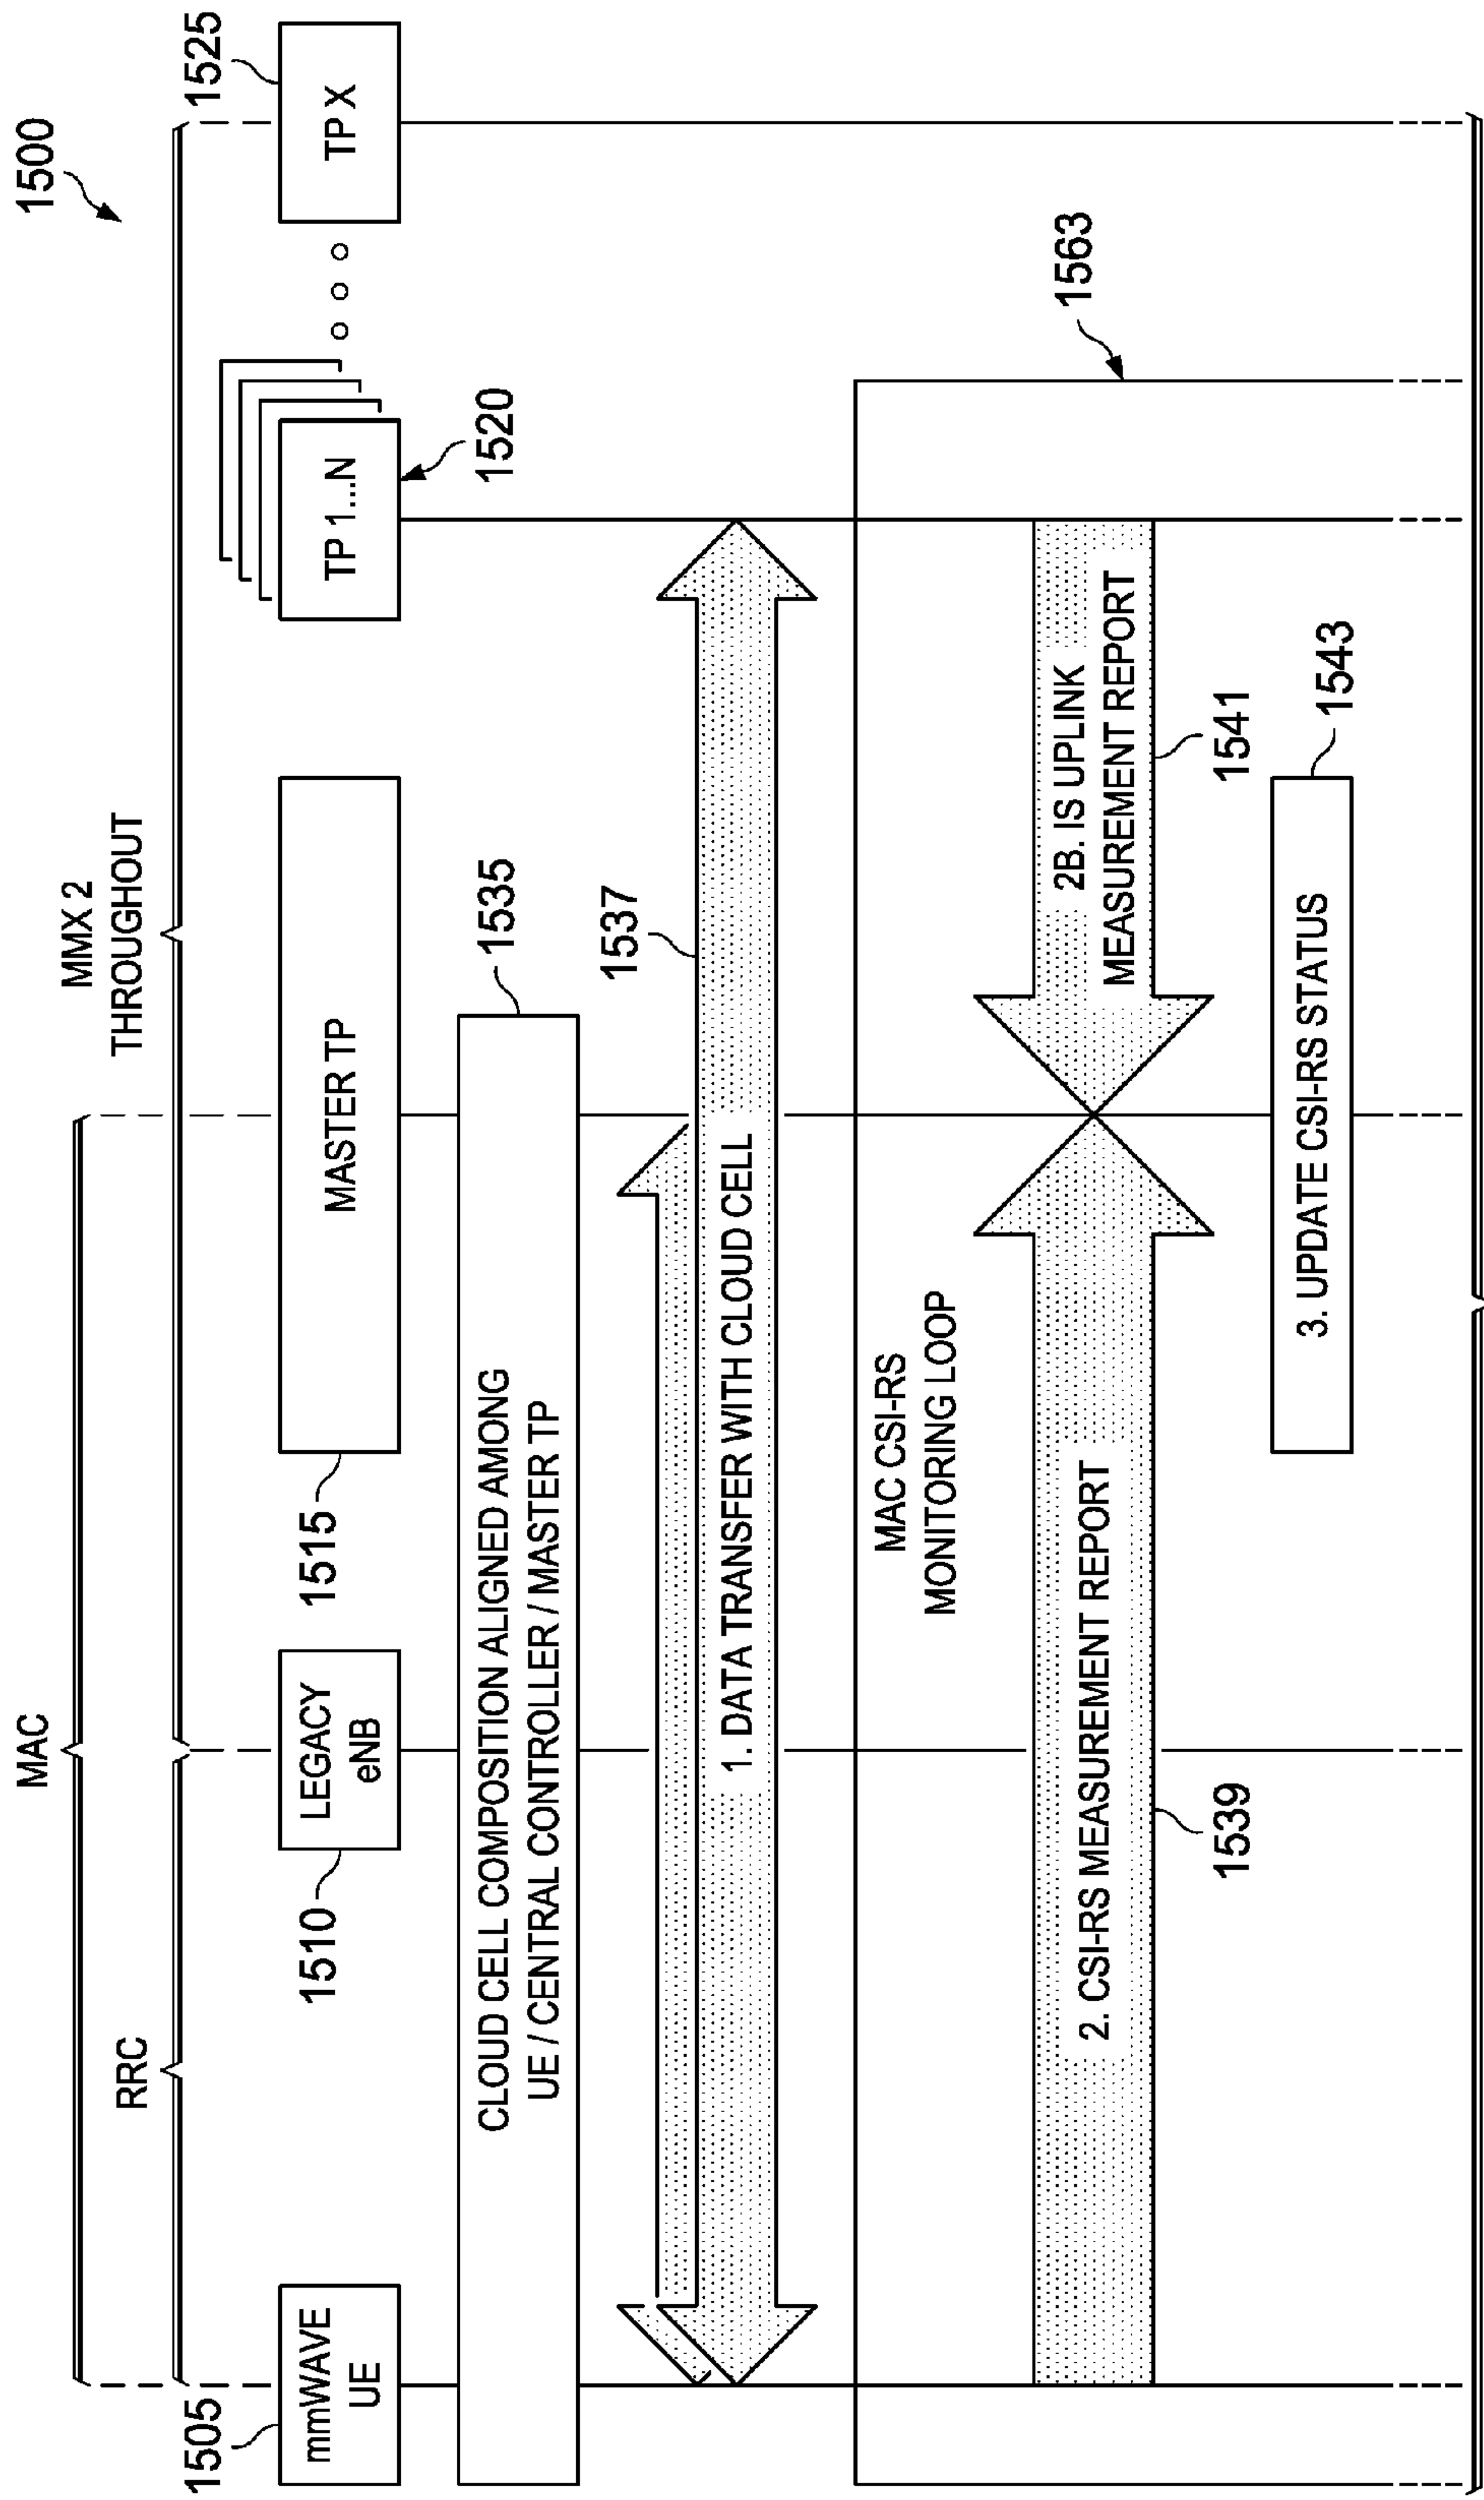 1500
MAC
MMX 2
THROUGHOUT
RRC
1505
1525
mmWAVE
UE
LEGACY
eNB
MASTER TP
TP 1...N
TP X
1510
1515
1520
1535
CLOUD CELL COMPOSITION ALIGNED AMONG
UE / CENTRAL CONTROLLER / MASTER TP
1537
1. DATA TRANSFER WITH CLOUD CELL
MAC CSI-RS
MONITORING LOOP
1563
2. CSI-RS MEASUREMENT REPORT
2B. IS UPLINK
MEASUREMENT REPORT
1539
1541
3. UPDATE CSI-RS STATUS
1543